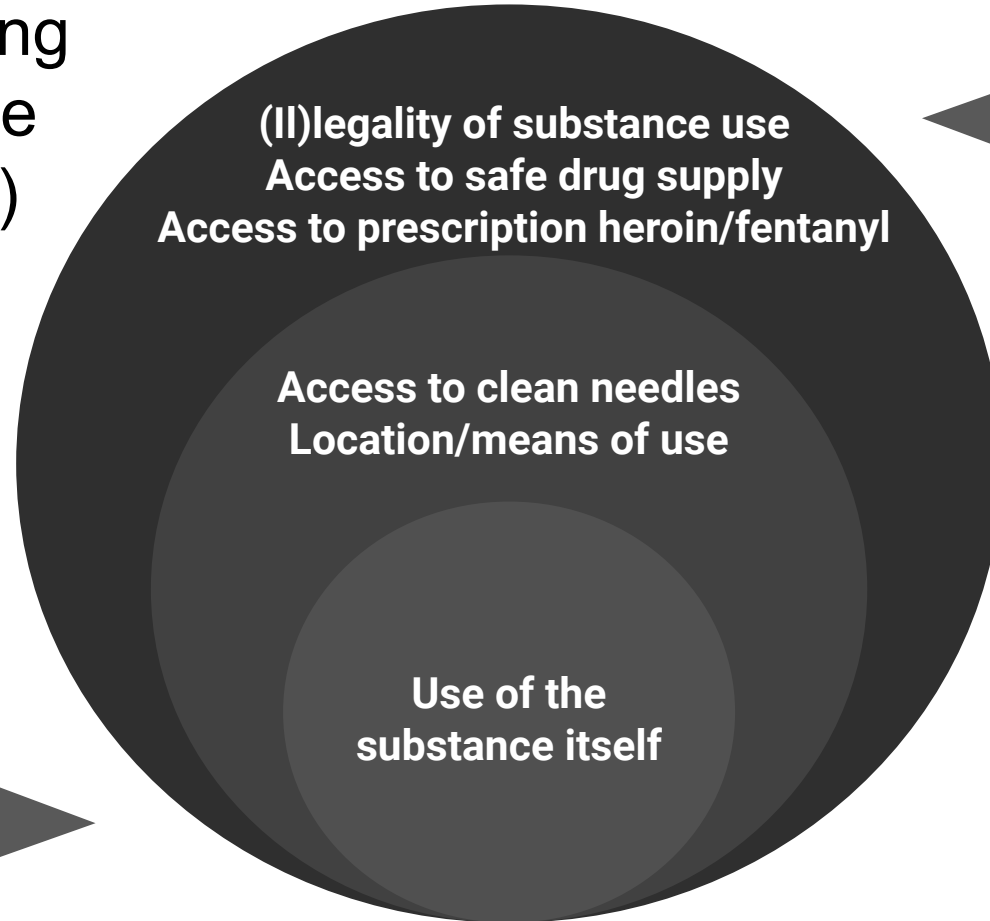 ng
e
)
(Il)legality of substance use
Access to safe drug supply
Access to prescription heroin/fentanyl
Access to clean needles
Location/means of use
Use of the
substance itself